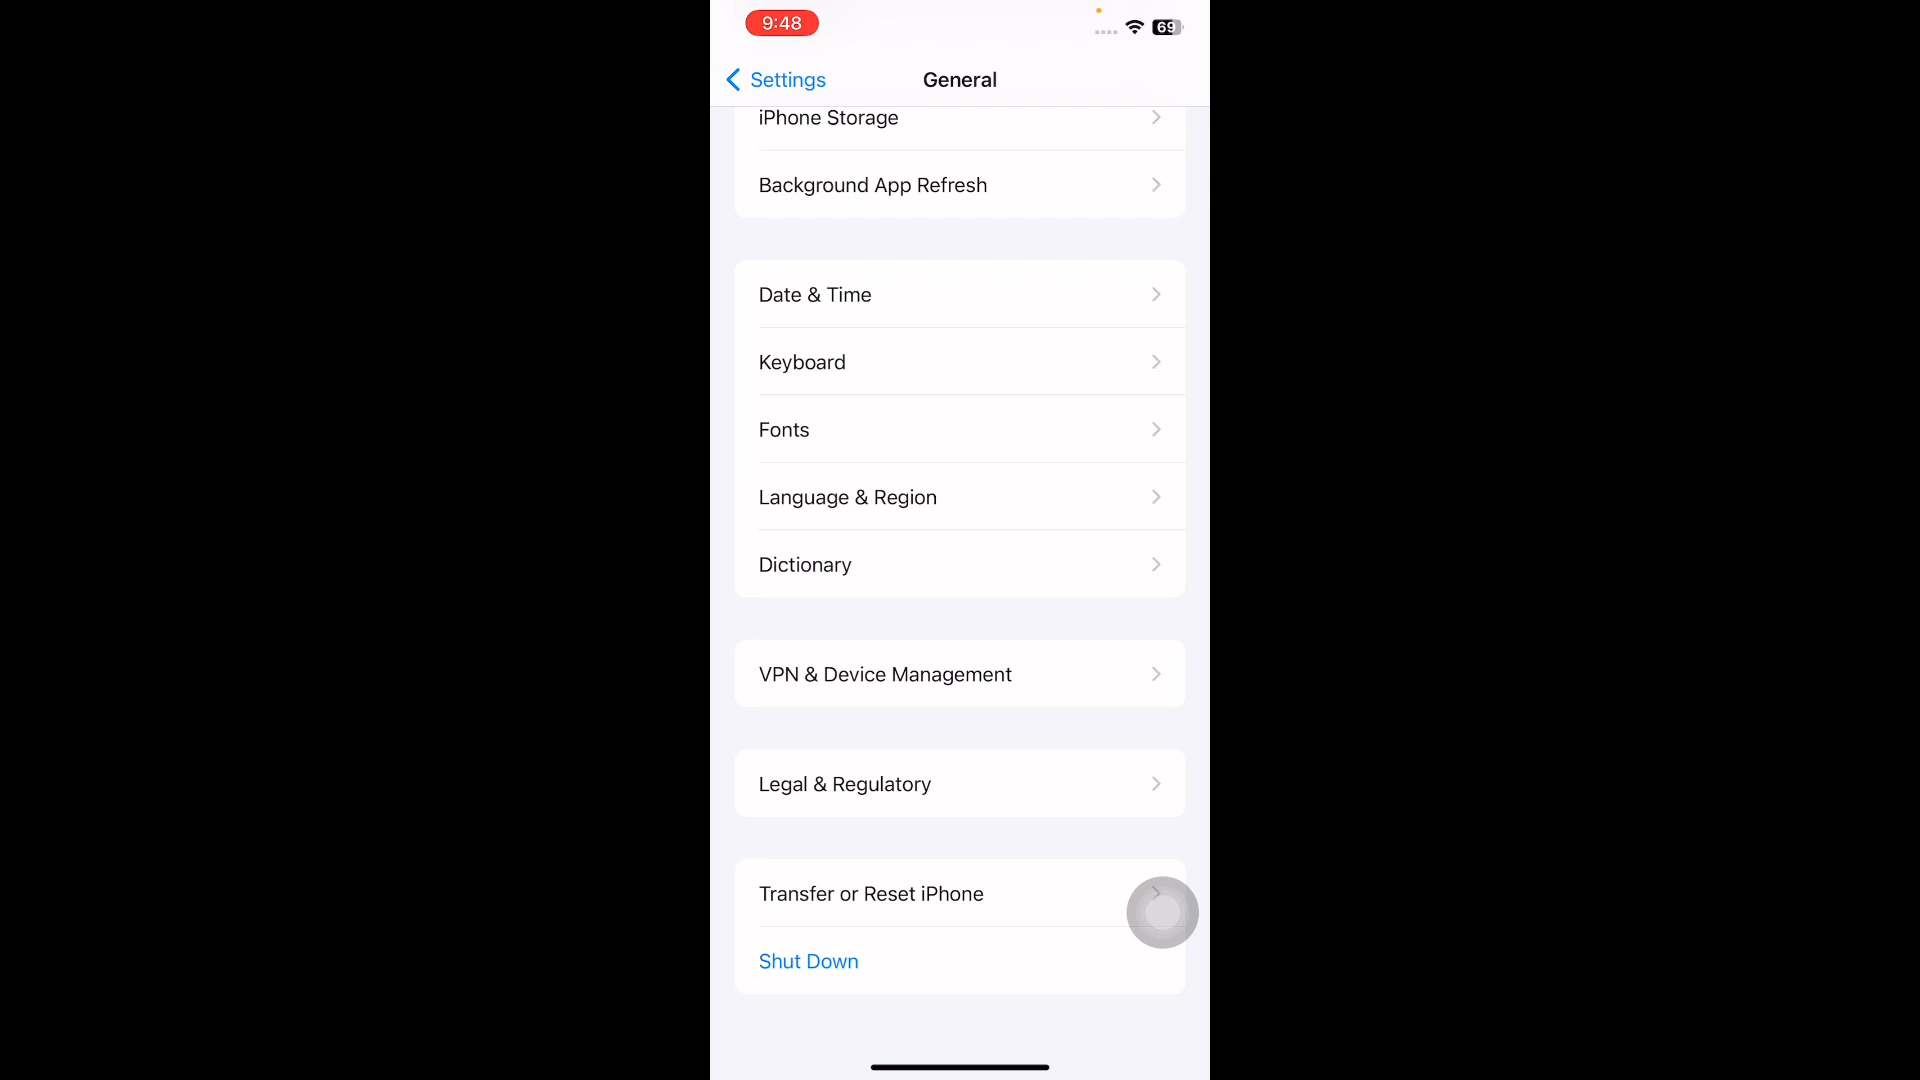 9:48
69
Settings
General
iPhone Storage
Background App Refresh
Date & Time
Keyboard
Fonts
Language & Region
Dictionary
VPN & Device Management
Legal & Regulatory
Transfer or Reset iPhone
Shut Down